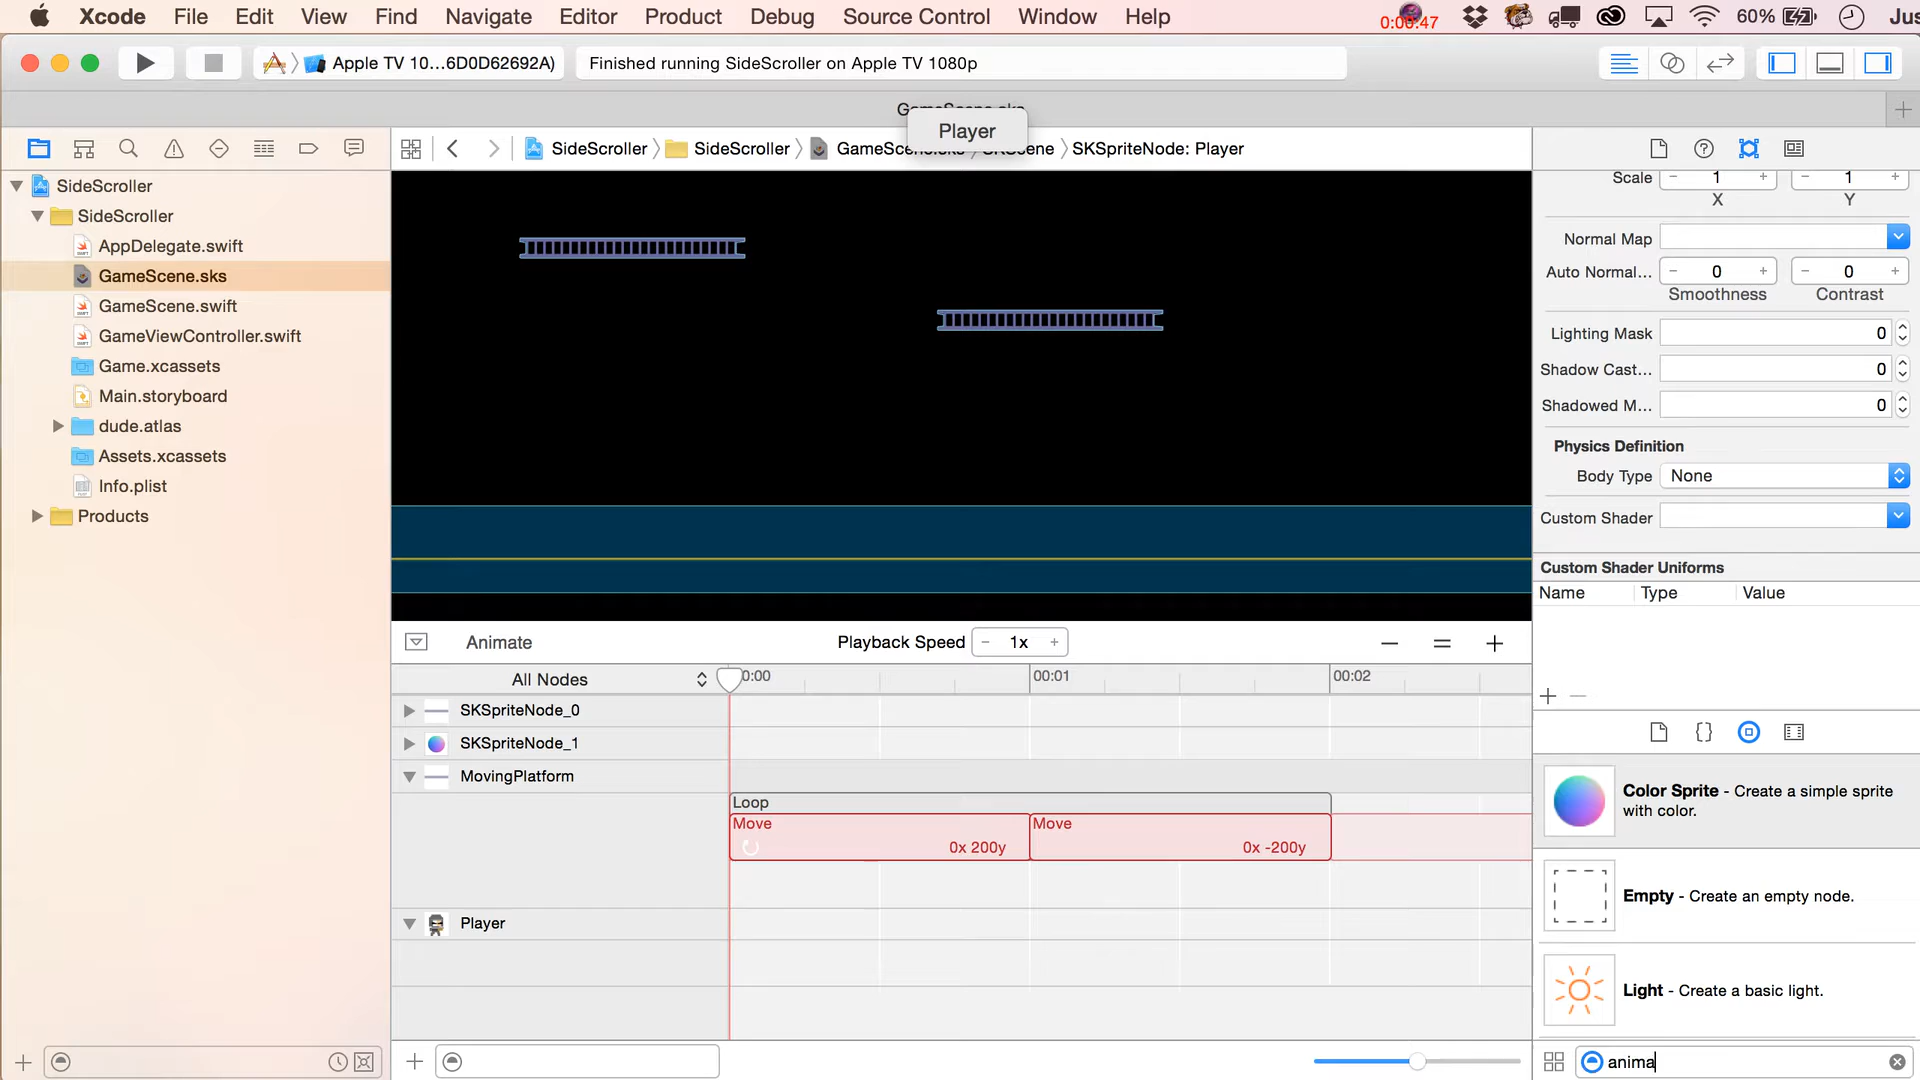 Xcode File Edit View Find Navigate Editor Product Debug Source Control Window Help 0:00:47 60% Jus
Apple TV 10...6D0D62692A) Finished running SideScroller on Apple TV 1080p
GameScene.sks
Player
SideScroller SideScroller GameScene.sks SKScene SKSpriteNode: Player
SideScroller
SideScroller
AppDelegate.swift
GameScene.sks
GameScene.swift
GameViewController.swift
Game.xcassets
Main.storyboard
dude.atlas
Assets.xcassets
Info.plist
Products
Animate Playback Speed - 1x +
All Nodes 0:00 00:01 00:02
SKSpriteNode_0
SKSpriteNode_1
MovingPlatform
Loop
Move Move
0x 200y 0x -200y
Player
Scale - 1 + - 1 +
X Y
Normal Map
Auto Normal... - 0 + - 0 +
Smoothness Contrast
Lighting Mask 0
Shadow Cast... 0
Shadowed M... 0
Physics Definition
Body Type None
Custom Shader
Custom Shader Uniforms
Name Type Value
Color Sprite - Create a simple sprite
with color.
Empty - Create an empty node.
Light - Create a basic light.
anima